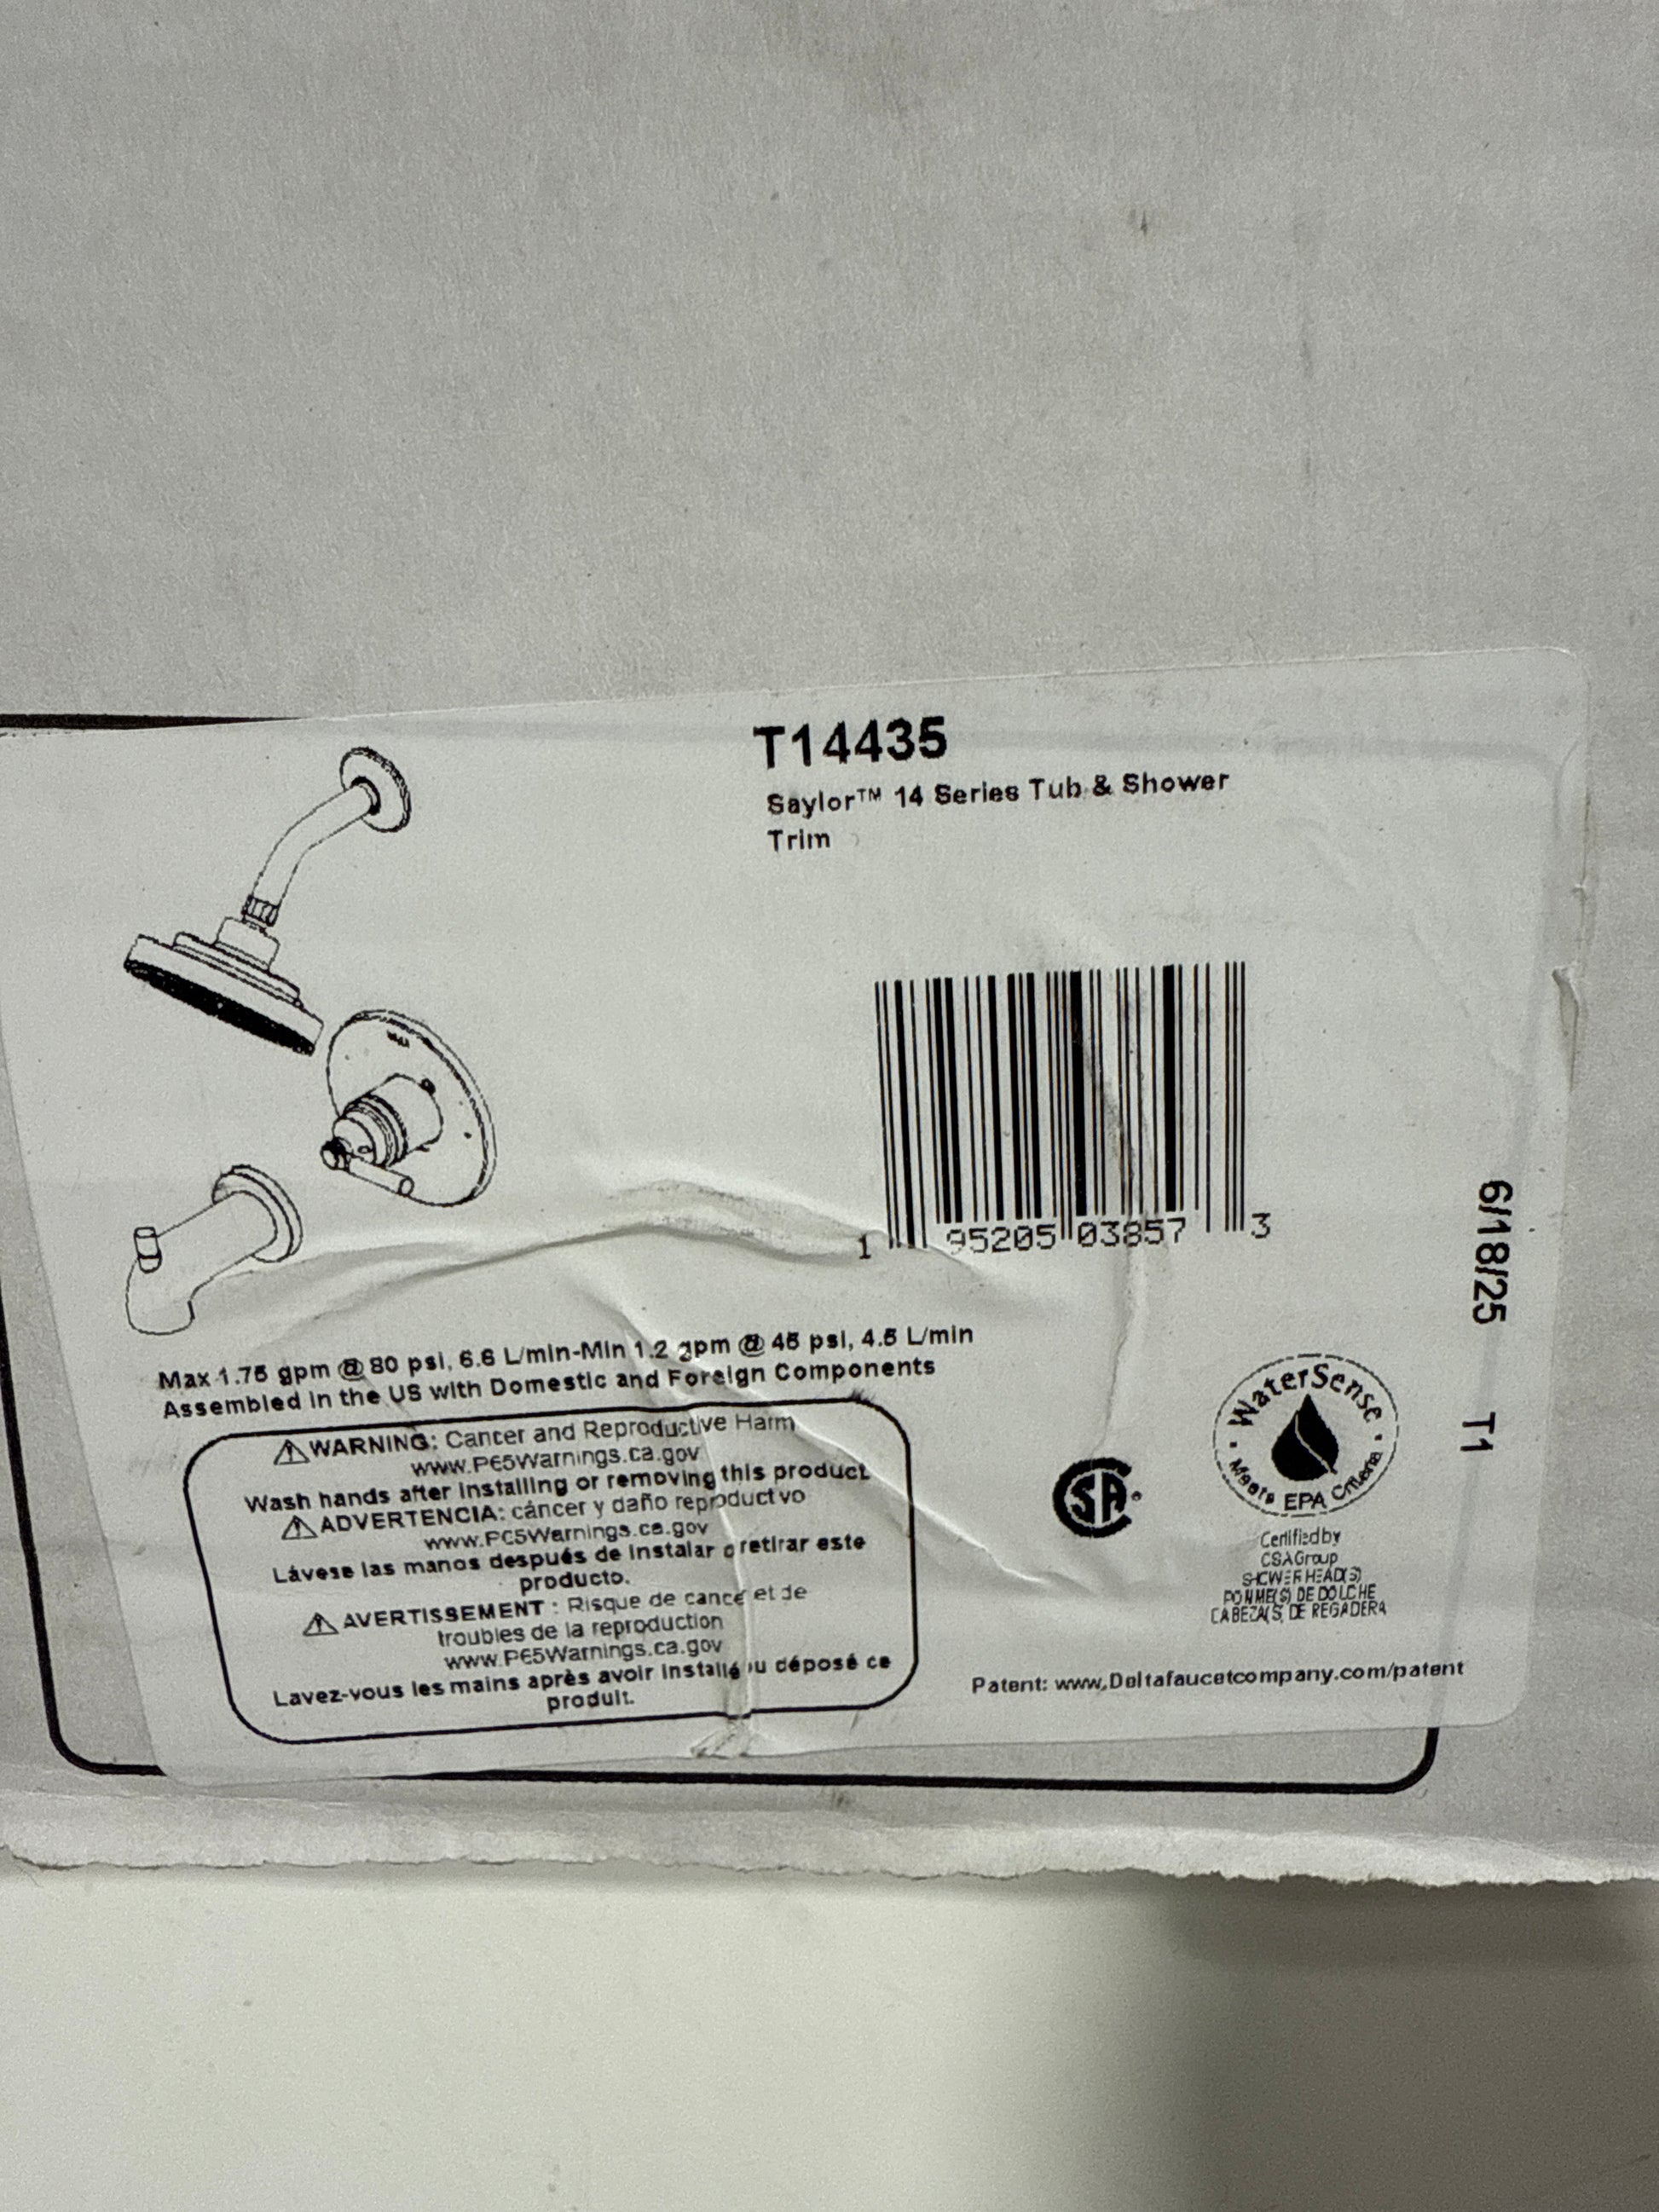 T14435
Saylor™ 14 Series Tub & Shower
Trim
1 95205 03857 3
6/18/25 T1
Max 1.75 gpm @ 80 psi, 6.6 L/min-Min 1.2 gpm @ 45 psi, 4.5 L/min
Assembled in the US with Domestic and Foreign Components
⚠WARNING: Cancer and Reproductive Harm
www.P65Warnings.ca.gov
Wash hands after installing or removing this product
⚠ADVERTENCIA: cáncer y daño reproductivo
www.P65Warnings.ca.gov
Lávese las manos después de instalar o retirar este
producto.
⚠AVERTISSEMENT : Risque de cancer et de
troubles de la reproduction
www.P65Warnings.ca.gov
Lavez-vous les mains après avoir installé ou déposé ce
produit.
SA
WaterSense
Meets EPA Criteria
Certified by
CSA Group
SHOWERHEAD(S)
POMME(S) DE DOUCHE
CABEZA(S) DE REGADERA
Patent: www.Deltafaucetcompany.com/patent